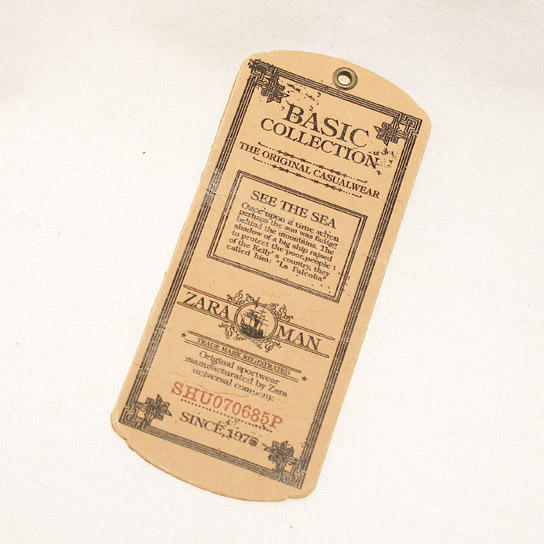 BASIC
COLLECTION
THE ORIGINAL CASUALWEAR
SEE THE SEA
Once upon a time when
perhaps the sun was
behind the mountains. The
shadow of a big ship raised
to protect the poor people
of the Kelly's country, they
called him: "La Falcoña"
ZARA MAN
TRADE MARK REGISTRATED
Original sportwear
manufacturated by Zara
universal company.
SHU070685P
SINCE 1975